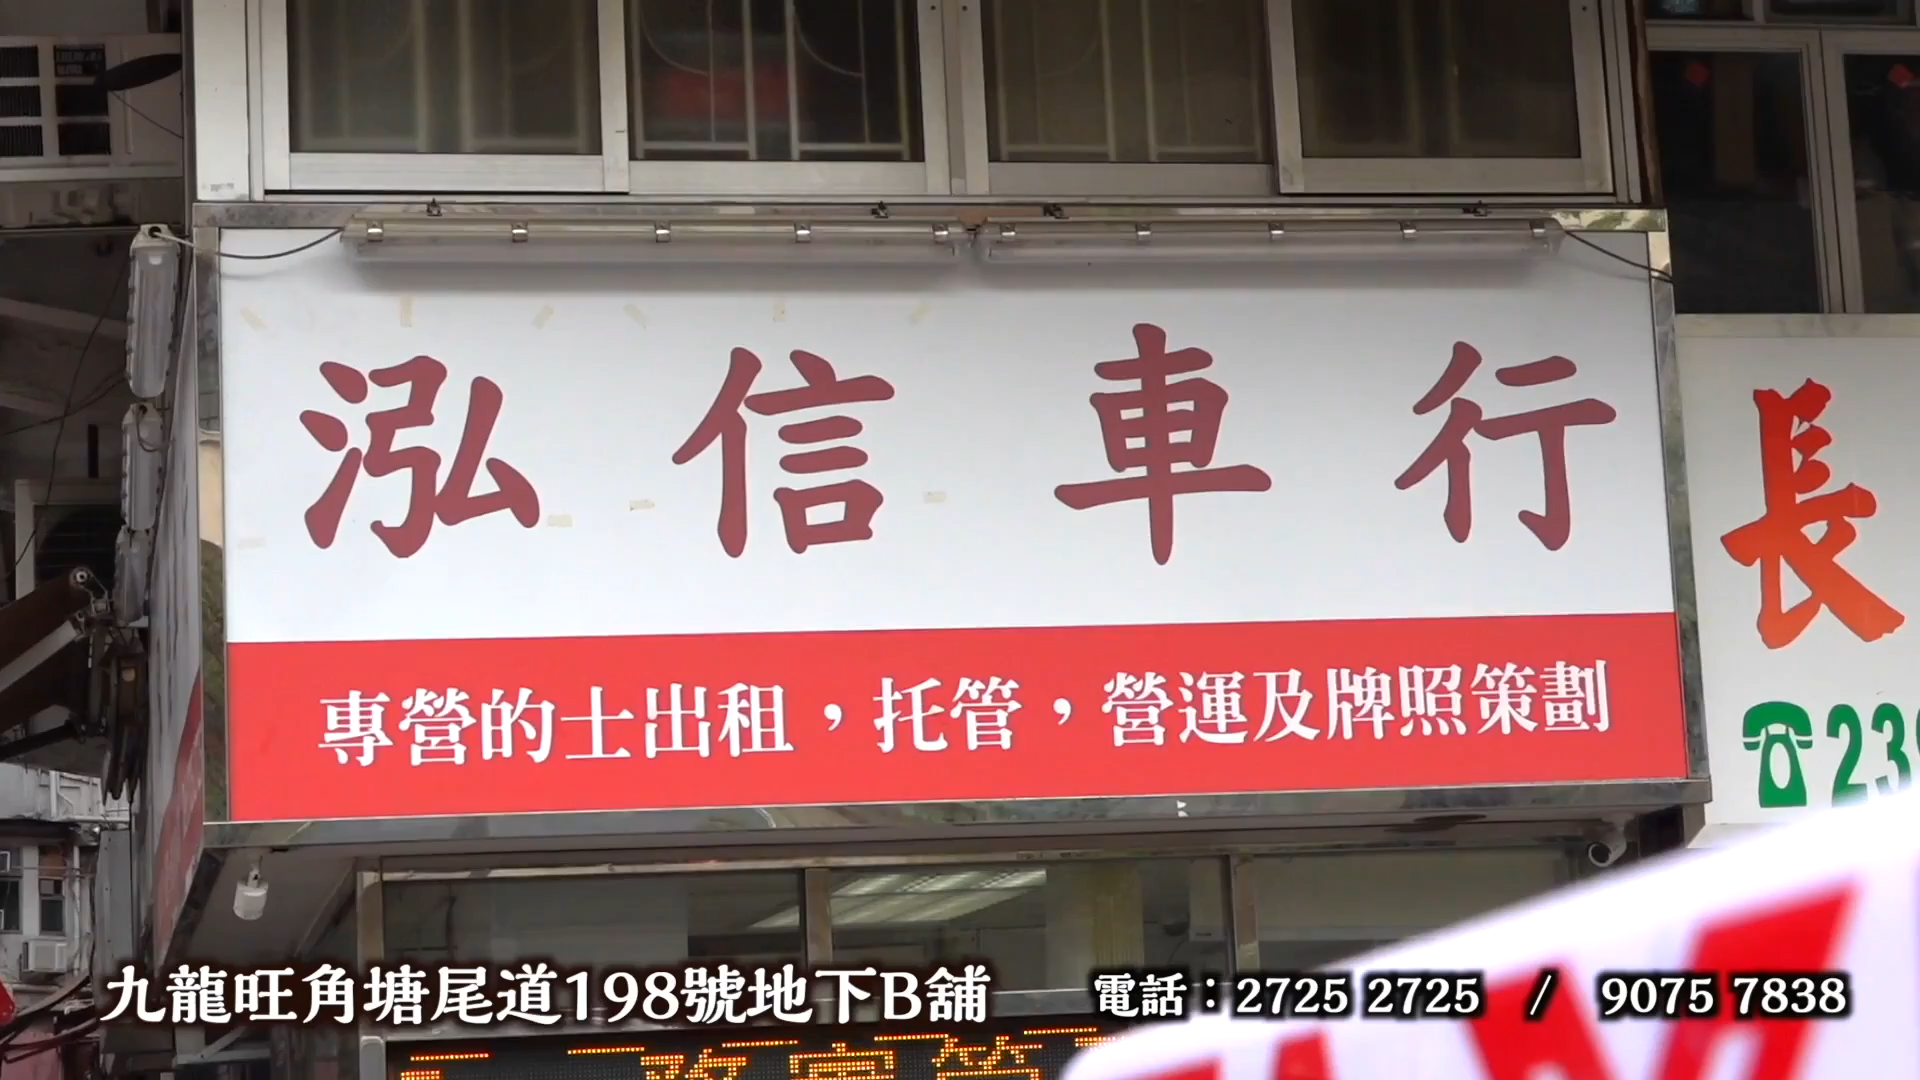 泓信車行
專營的士出租，托管，營運及牌照策劃
長
☎239
九龍旺角塘尾道198號地下B舖
電話：2725 2725 / 9075 7838